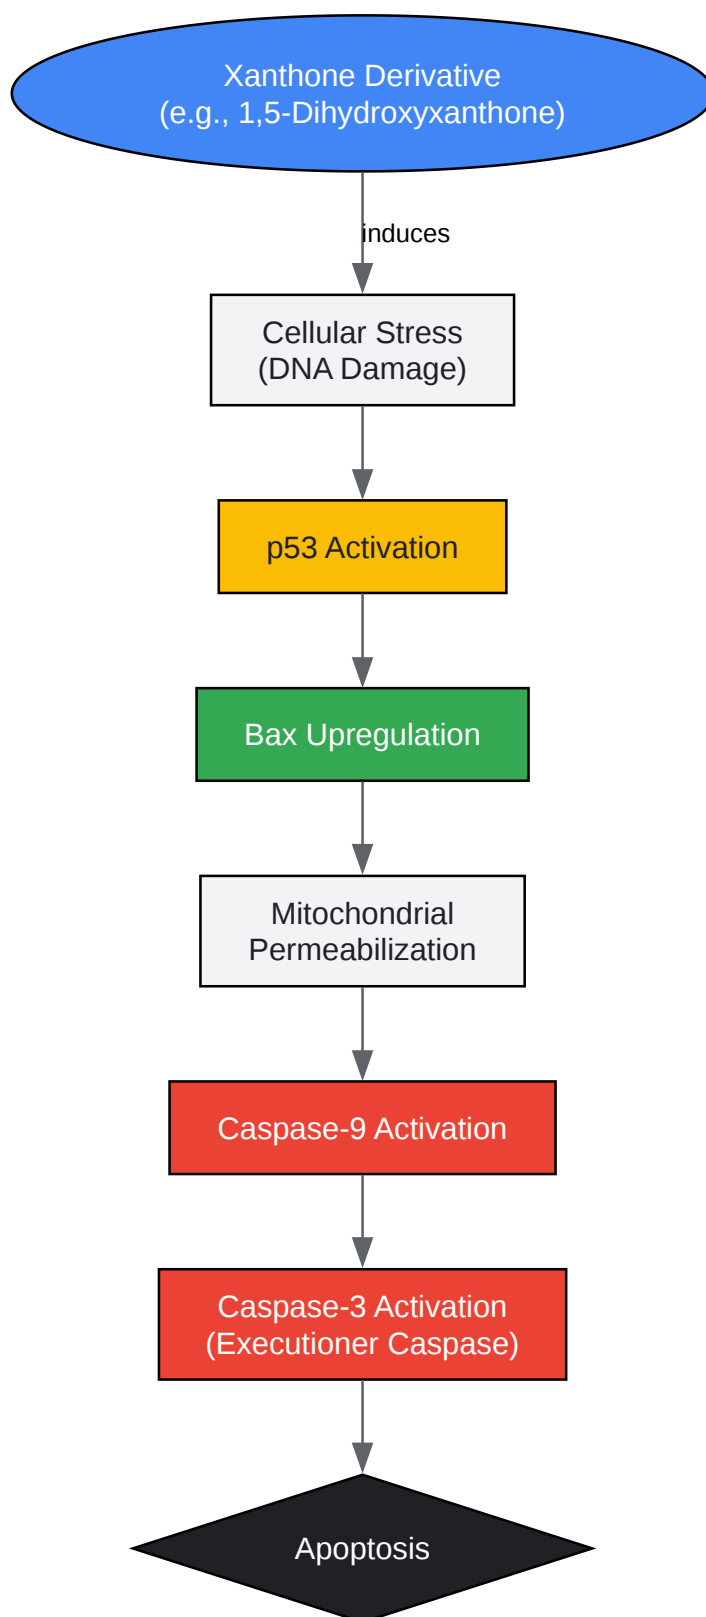 Xanthone Derivative
(e.g., 1,5-Dihydroxyxanthone)
induces
Cellular Stress
(DNA Damage)
p53 Activation
Bax Upregulation
Mitochondrial
Permeabilization
Caspase-9 Activation
Caspase-3 Activation
(Executioner Caspase)
Apoptosis